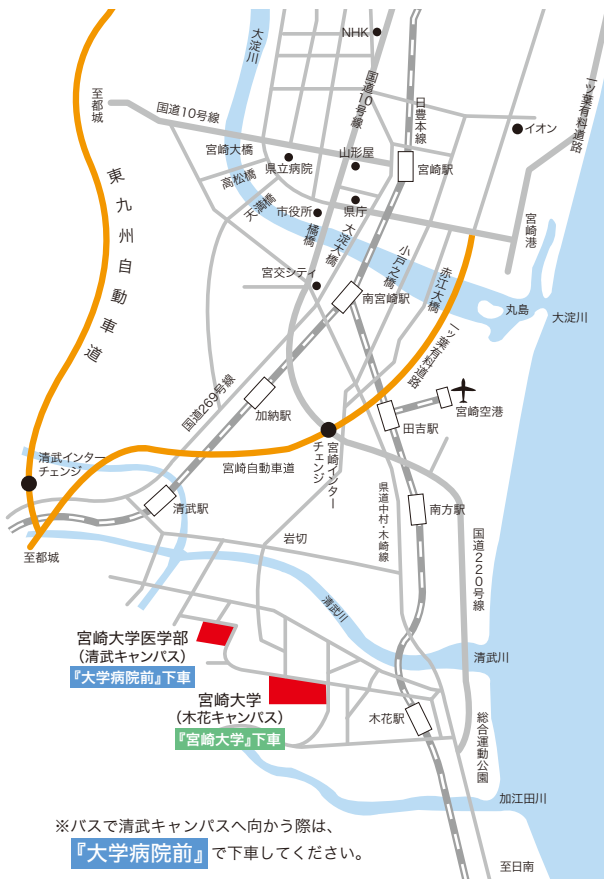 NHK
大淀川
国道10号線
日豊本線
一ツ葉有料道路
至都城
国道10号線
イオン
宮崎大橋
県立病院
山形屋
宮崎駅
高松橋
天満橋
市役所
県庁
橘橋
大淀大橋
宮崎港
東九州自動車道
宮交シティ
小戸之橋
赤江大橋
南宮崎駅
丸島
大淀川
一ツ葉有料道路
国道269号線
加納駅
宮崎空港
田吉駅
清武インター
チェンジ
宮崎自動車道
宮崎インター
チェンジ
清武駅
県道中村・木崎線
南方駅
国道220号線
岩切
至都城
清武川
宮崎大学医学部
(清武キャンパス)
『大学病院前』下車
清武川
宮崎大学
(木花キャンパス)
『宮崎大学』下車
木花駅
総合運動公園
加江田川
※バスで清武キャンパスへ向かう際は、
『大学病院前』で下車してください。
至日南